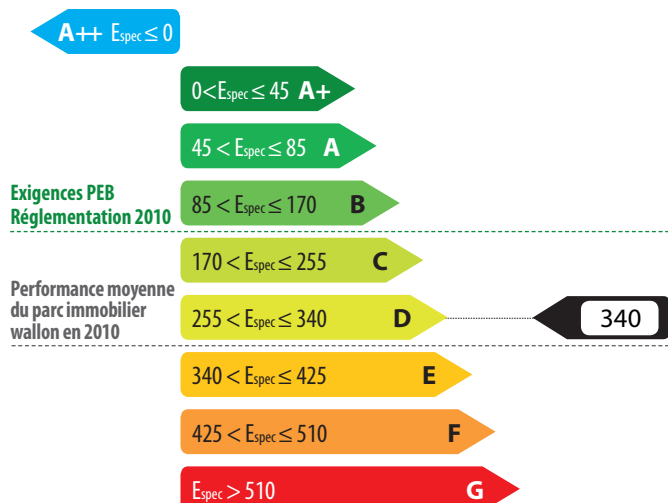 A++ Espec ≤ 0
0<Espec ≤ 45 A+
45 < Espec ≤ 85 A
Exigences PEB
Réglementation 2010
85 < Espec ≤ 170 B
170 < Espec ≤ 255 C
Performance moyenne
du parc immobilier
wallon en 2010
255 < Espec ≤ 340 D
340
340 < Espec ≤ 425 E
425 < Espec ≤ 510 F
Espec > 510 G